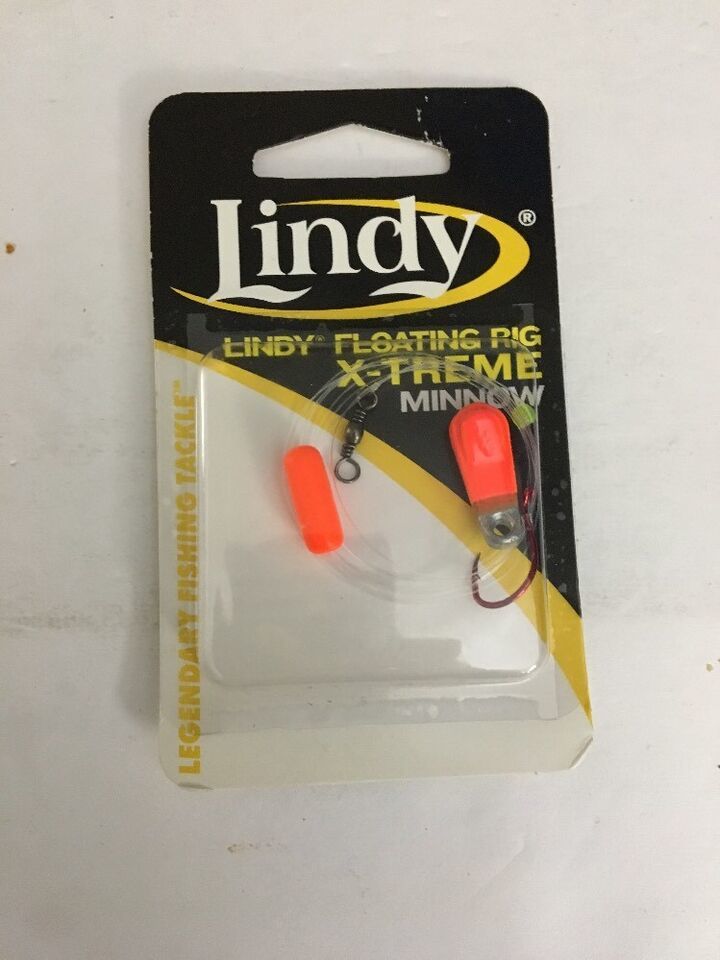 Lindy®
LINDY® FLOATING RIG
X-TREME
MINNOW
LEGENDARY FISHING TACKLE™